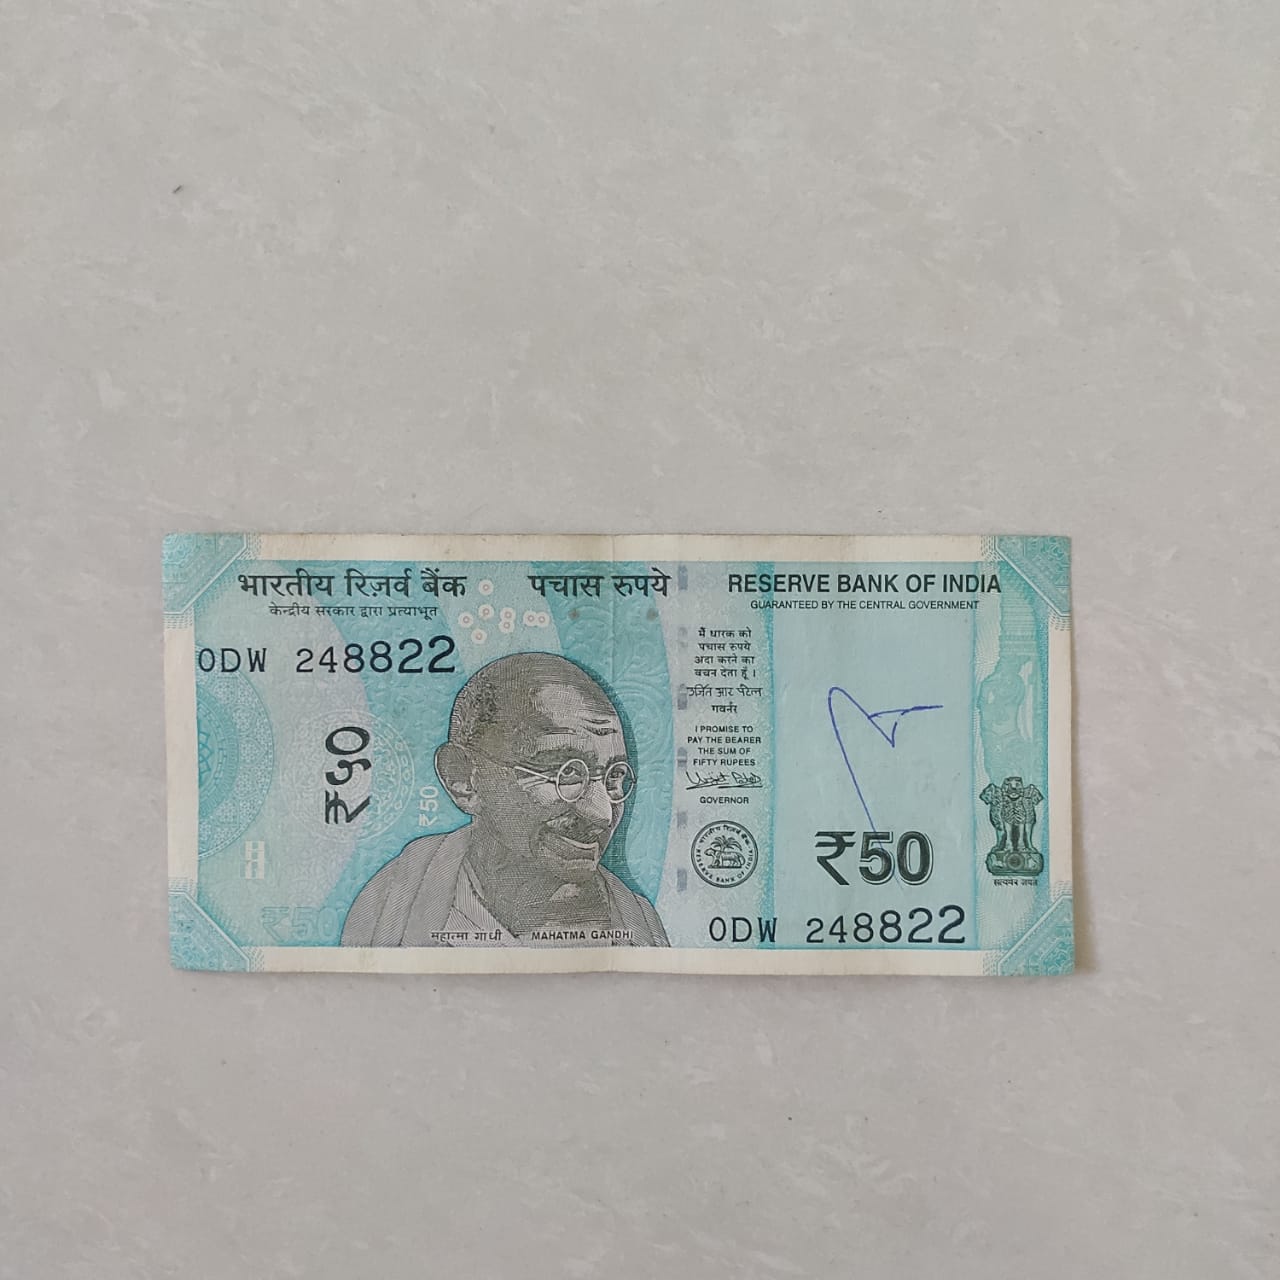 भारतीय रिज़र्व बैंक
केन्द्रीय सरकार द्वारा प्रत्याभूत
पचास रुपये
RESERVE BANK OF INDIA
GUARANTEED BY THE CENTRAL GOVERNMENT
0DW 248822
मैं धारक को
पचास रुपये
अदा करने का
वचन देता हूँ।
उर्जित आर पटेल
गवर्नर
I PROMISE TO
PAY THE BEARER
THE SUM OF
FIFTY RUPEES
GOVERNOR
₹५०
₹50
₹50
₹50
भारतीय रिज़र्व बैंक
RESERVE BANK OF INDIA
सत्यमेव जयते
महात्मा गांधी
MAHATMA GANDHI
0DW 248822